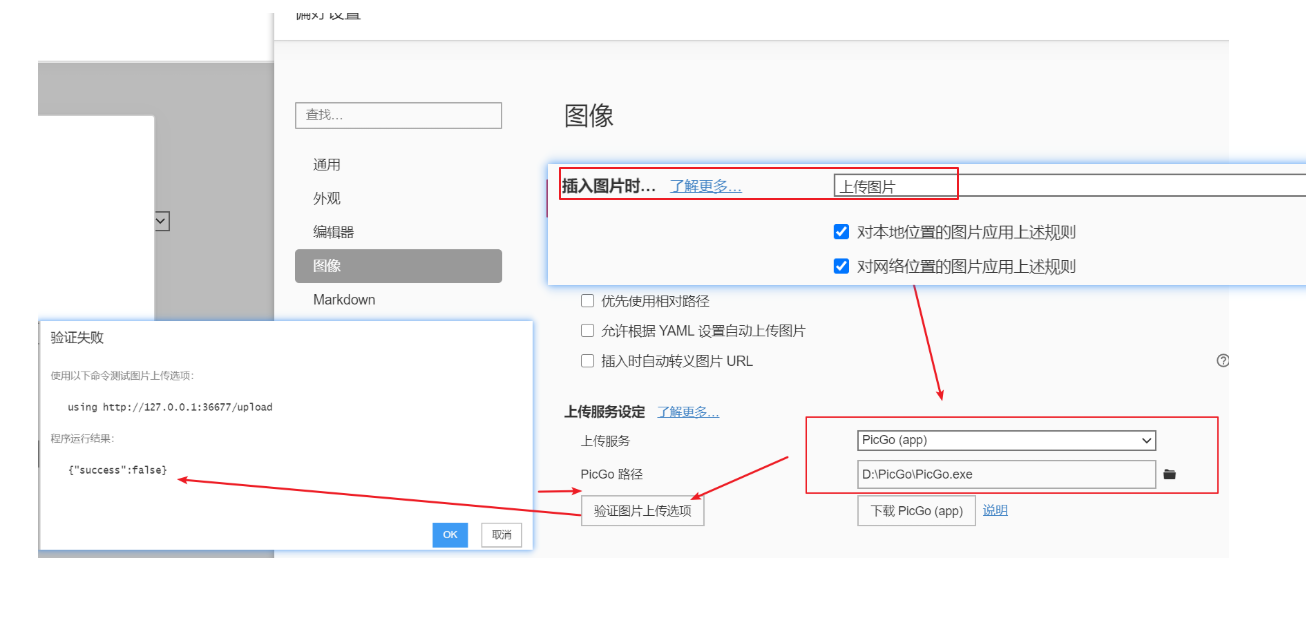 偏好设置
查找…
图像
通用
外观
编辑器
图像
Markdown
插入图片时… 了解更多… 上传图片
对本地位置的图片应用上述规则
对网络位置的图片应用上述规则
优先使用相对路径
允许根据 YAML 设置自动上传图片
插入时自动转义图片 URL
上传服务设定 了解更多…
上传服务 PicGo (app)
PicGo 路径 D:\PicGo\PicGo.exe
验证图片上传选项 下载 PicGo (app) 说明
验证失败
使用以下命令测试图片上传选项:
using http://127.0.0.1:36677/upload
程序运行结果:
{"success":false}
OK 取消